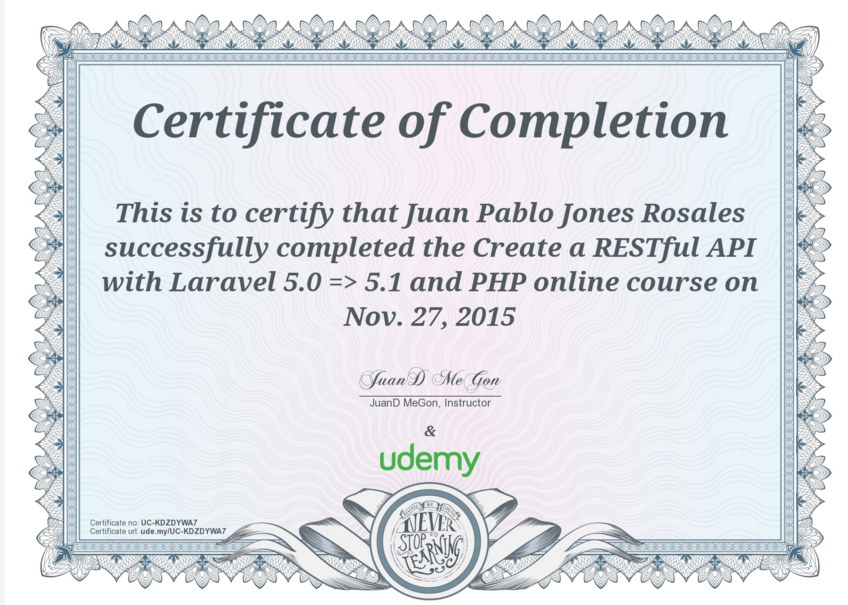 Certificate of Completion
This is to certify that Juan Pablo Jones Rosales
successfully completed the Create a RESTful API
with Laravel 5.0 => 5.1 and PHP online course on
Nov. 27, 2015
JuanD MeGon
JuanD MeGon, Instructor
&
udemy
Certificate no: UC-KDZDYWA7
Certificate url: ude.my/UC-KDZDYWA7
NEVER
STOP
LEARNING